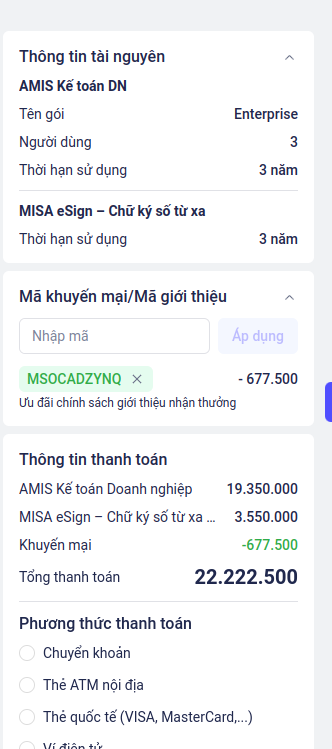 Thông tin tài nguyên
AMIS Kế toán DN
Tên gói Enterprise
Người dùng 3
Thời hạn sử dụng 3 năm
MISA eSign – Chữ ký số từ xa
Thời hạn sử dụng 3 năm
Mã khuyến mại/Mã giới thiệu
Nhập mã Áp dụng
MSOCADZYNQ × - 677.500
Ưu đãi chính sách giới thiệu nhận thưởng
Thông tin thanh toán
AMIS Kế toán Doanh nghiệp 19.350.000
MISA eSign – Chữ ký số từ xa ... 3.550.000
Khuyến mại -677.500
Tổng thanh toán 22.222.500
Phương thức thanh toán
Chuyển khoản
Thẻ ATM nội địa
Thẻ quốc tế (VISA, MasterCard,...)
Ví điện tử